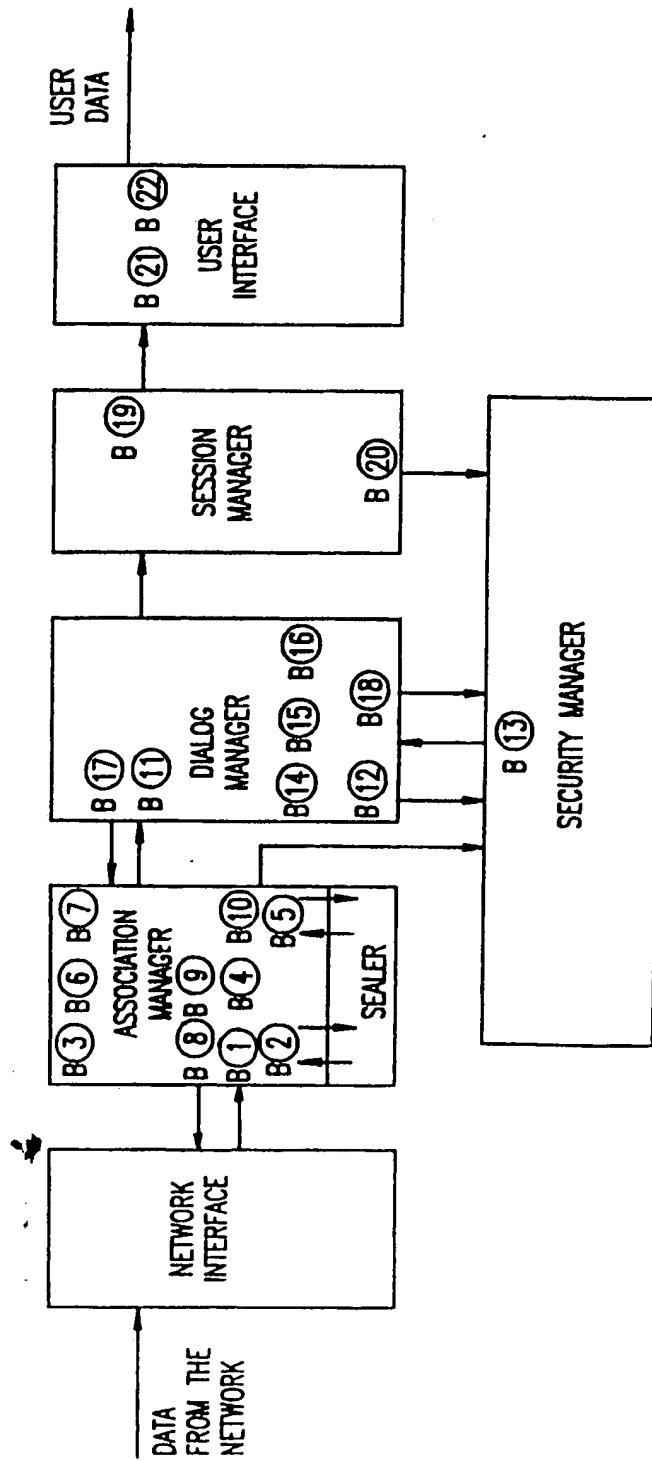 DATA
FROM THE
NETWORK
NETWORK
INTERFACE
B 3 B 6 B 7
ASSOCIATION
MANAGER
B 8 B 9
B 1 B 4 B 10
B 2 B 5
SEALER
B 17
B 11
DIALOG
MANAGER
B 14 B 15 B 16
B 12 B 18
B 19
SESSION
MANAGER
B 20
B 21 B 22
USER
INTERFACE
USER
DATA
B 13
SECURITY MANAGER